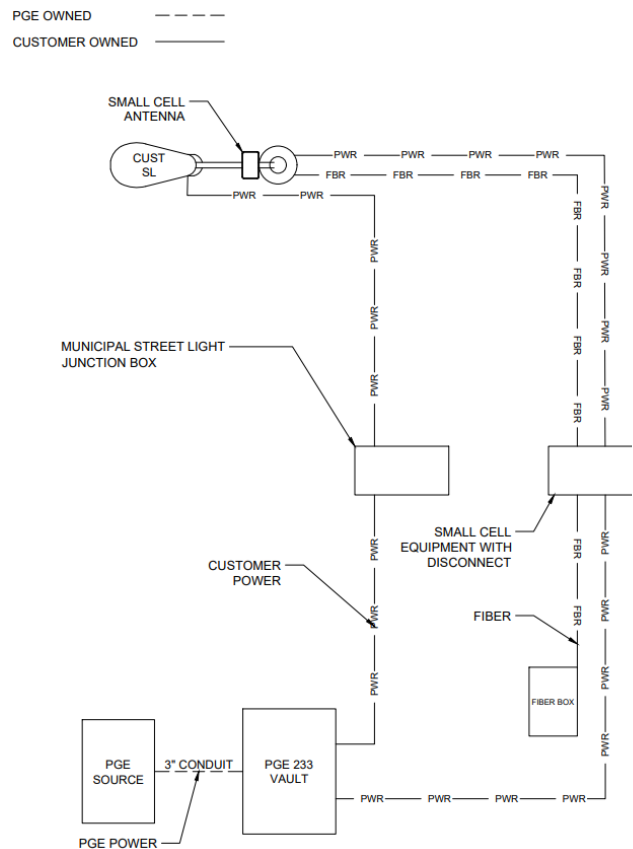 PGE OWNED
CUSTOMER OWNED
SMALL CELL
ANTENNA
CUST
SL
PWR PWR PWR PWR
FBR FBR FBR FBR
PWR PWR
PWR
PWR
PWR
FBR
FBR
FBR
FBR
PWR
PWR
PWR
PWR
MUNICIPAL STREET LIGHT
JUNCTION BOX
SMALL CELL
EQUIPMENT WITH
DISCONNECT
CUSTOMER
POWER
PWR
PWR
PWR
FBR
FBR
PWR
PWR
PWR
PWR
FIBER
FIBER BOX
PGE
SOURCE
3" CONDUIT
PGE 233
VAULT
PGE POWER
PWR PWR PWR PWR